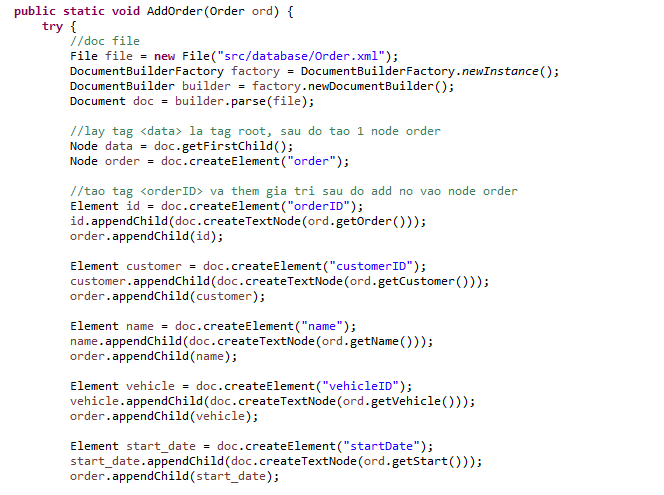 public static void AddOrder(Order ord) {
try {
//doc file
File file = new File("src/database/Order.xml");
DocumentBuilderFactory factory = DocumentBuilderFactory.newInstance();
DocumentBuilder builder = factory.newDocumentBuilder();
Document doc = builder.parse(file);
//lay tag <data> la tag root, sau do tao 1 node order
Node data = doc.getFirstChild();
Node order = doc.createElement("order");
//tao tag <orderID> va them gia tri sau do add no vao node order
Element id = doc.createElement("orderID");
id.appendChild(doc.createTextNode(ord.getOrder()));
order.appendChild(id);
Element customer = doc.createElement("customerID");
customer.appendChild(doc.createTextNode(ord.getCustomer()));
order.appendChild(customer);
Element name = doc.createElement("name");
name.appendChild(doc.createTextNode(ord.getName()));
order.appendChild(name);
Element vehicle = doc.createElement("vehicleID");
vehicle.appendChild(doc.createTextNode(ord.getVehicle()));
order.appendChild(vehicle);
Element start_date = doc.createElement("startDate");
start_date.appendChild(doc.createTextNode(ord.getStart()));
order.appendChild(start_date);